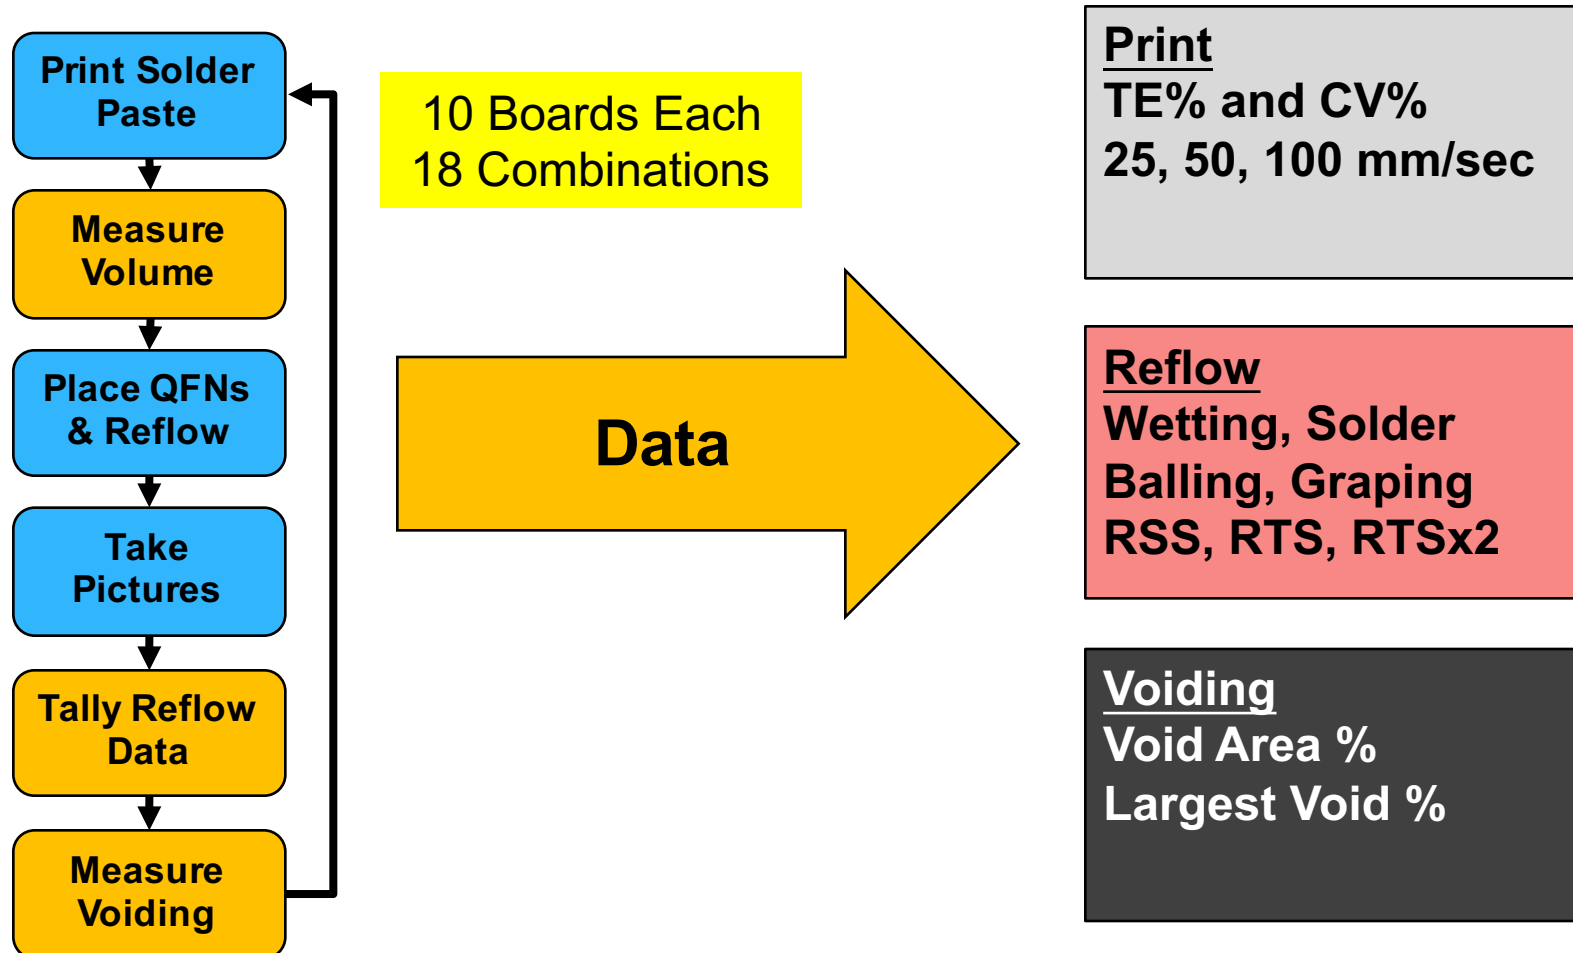 Print Solder
Paste
Measure
Volume
Place QFNs
& Reflow
Take
Pictures
Tally Reflow
Data
Measure
Voiding
10 Boards Each
18 Combinations
Data
Print
TE% and CV%
25, 50, 100 mm/sec
Reflow
Wetting, Solder
Balling, Graping
RSS, RTS, RTSx2
Voiding
Void Area %
Largest Void %